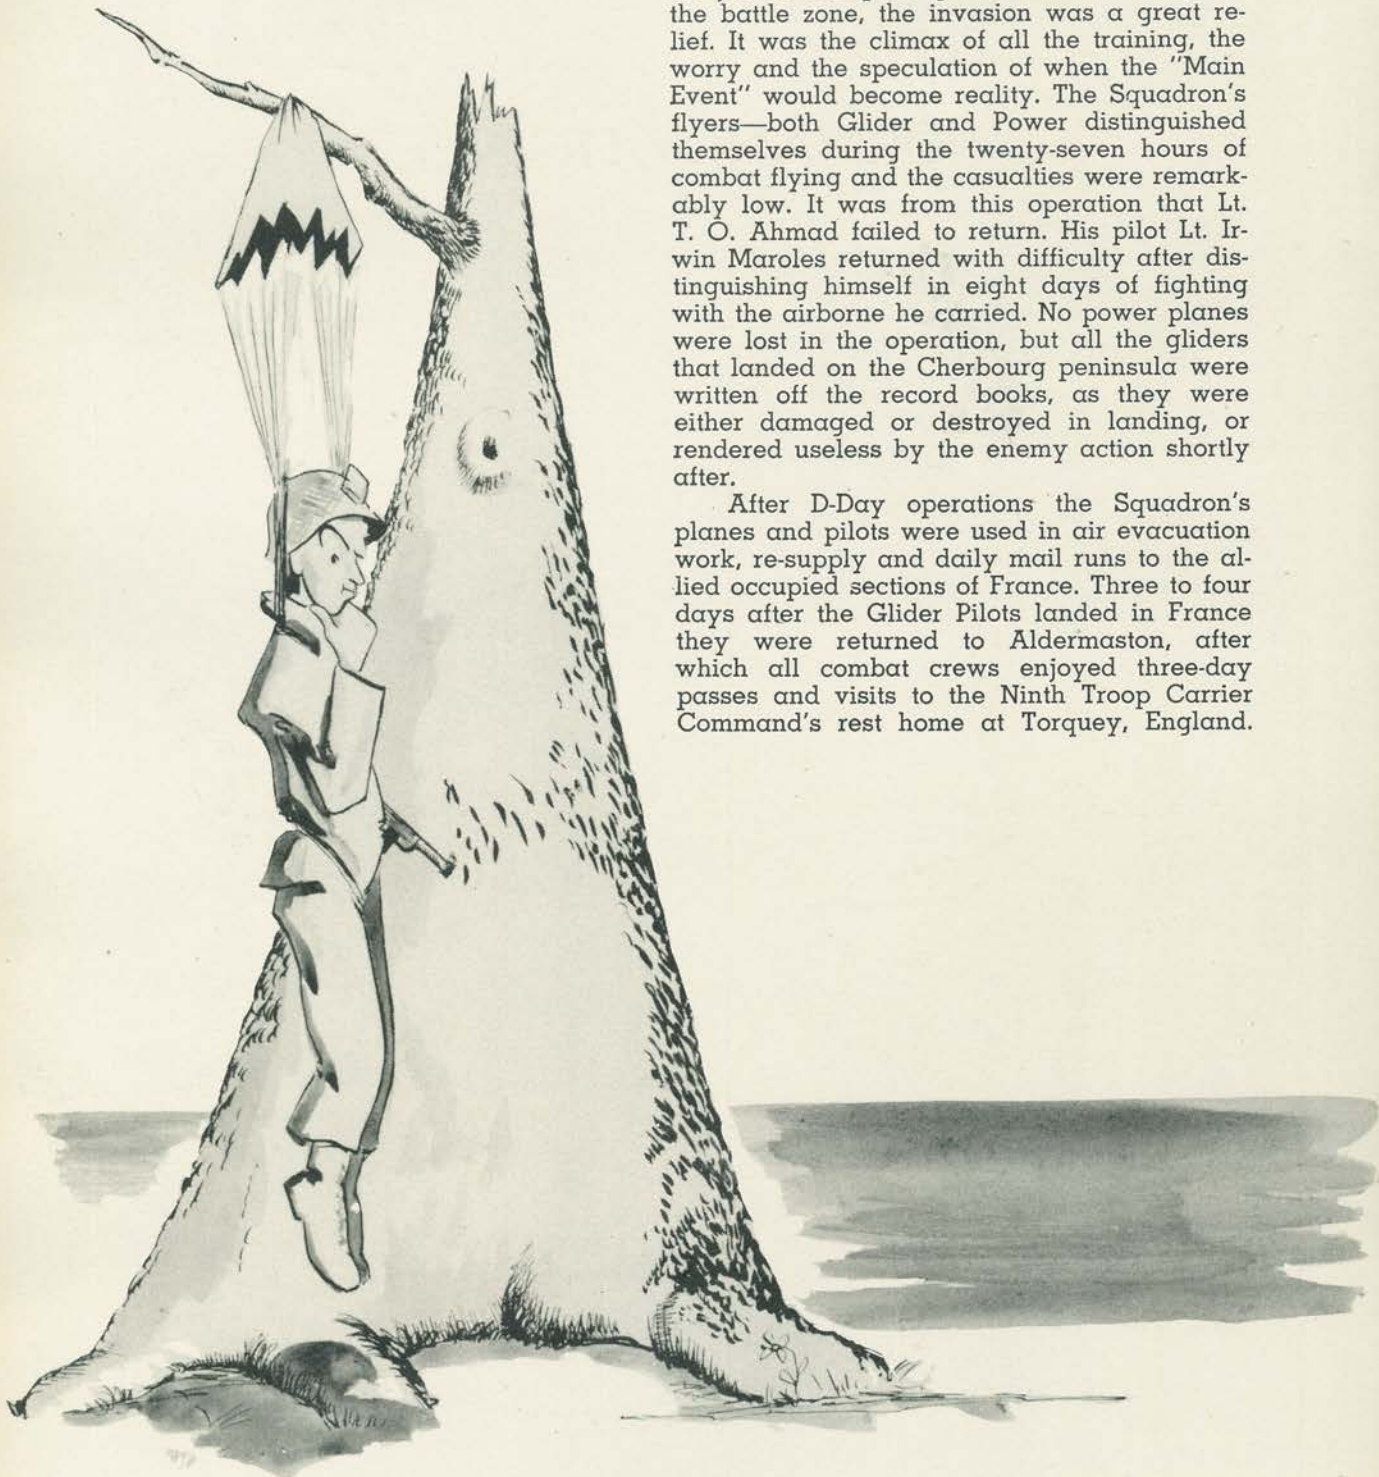 the battle zone, the invasion was a great re-
lief. It was the climax of all the training, the
worry and the speculation of when the "Main
Event" would become reality. The Squadron's
flyers—both Glider and Power distinguished
themselves during the twenty-seven hours of
combat flying and the casualties were remark-
ably low. It was from this operation that Lt.
T. O. Ahmad failed to return. His pilot Lt. Ir-
win Maroles returned with difficulty after dis-
tinguishing himself in eight days of fighting
with the airborne he carried. No power planes
were lost in the operation, but all the gliders
that landed on the Cherbourg peninsula were
written off the record books, as they were
either damaged or destroyed in landing, or
rendered useless by the enemy action shortly
after.
After D-Day operations the Squadron's
planes and pilots were used in air evacuation
work, re-supply and daily mail runs to the al-
lied occupied sections of France. Three to four
days after the Glider Pilots landed in France
they were returned to Aldermaston, after
which all combat crews enjoyed three-day
passes and visits to the Ninth Troop Carrier
Command's rest home at Torquey, England.